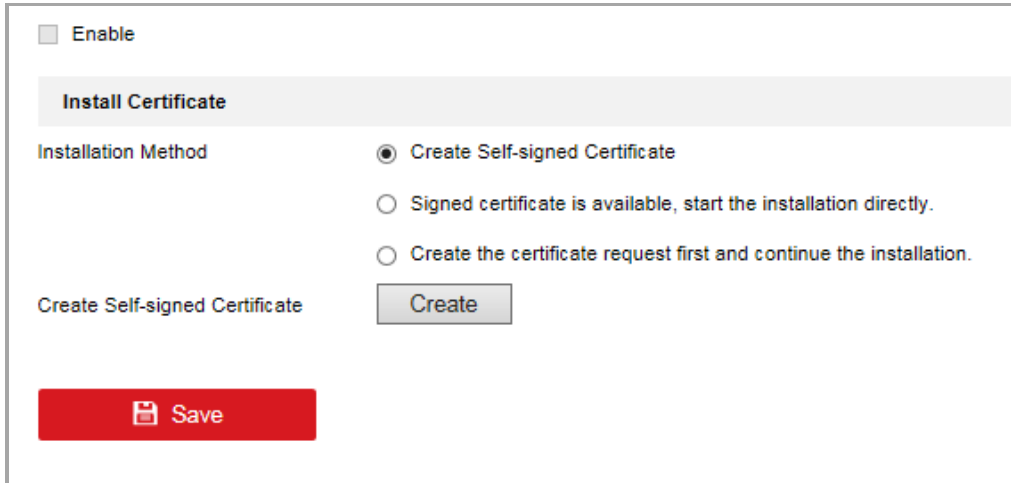 Enable
Install Certificate
Installation Method
Create Self-signed Certificate
Signed certificate is available, start the installation directly.
Create the certificate request first and continue the installation.
Create Self-signed Certificate
Create
Save